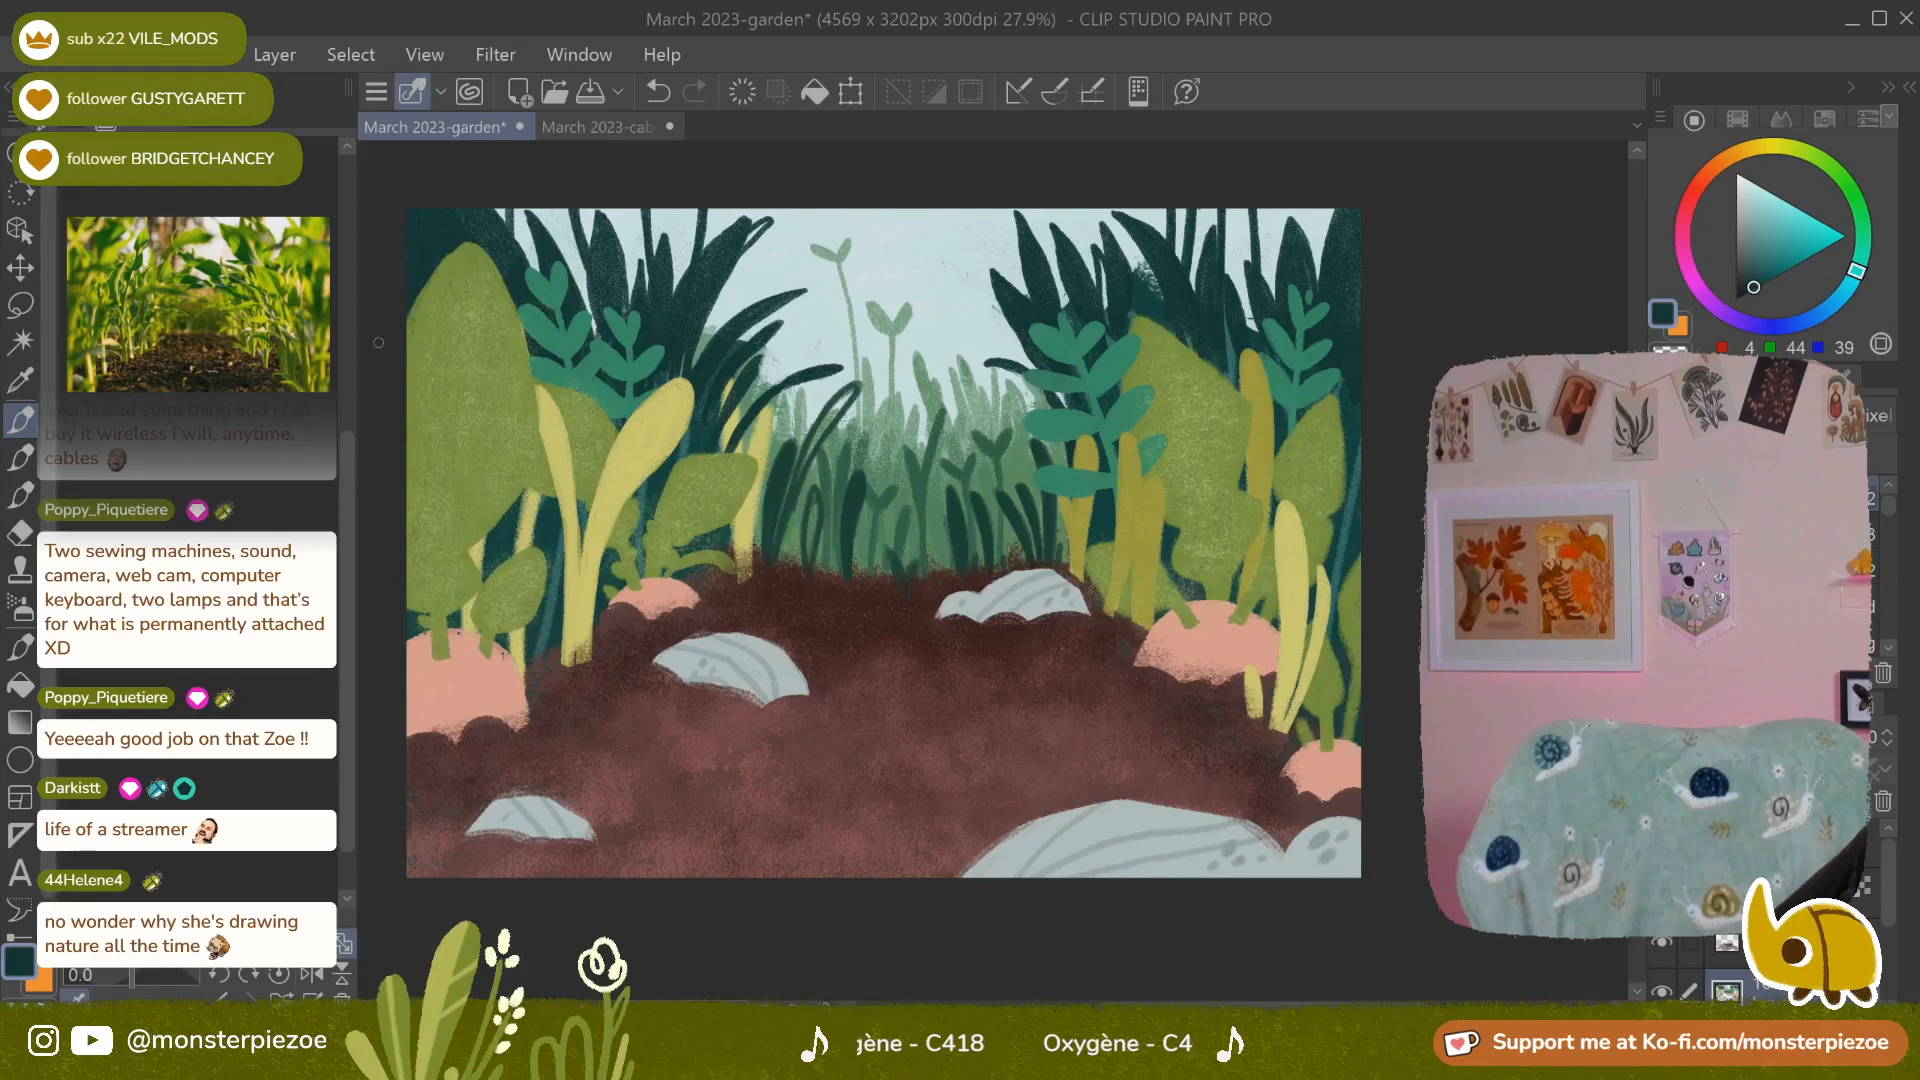 March 2023-garden* (4569 x 3202px 300dpi 27.9%) - CLIP STUDIO PAINT PRO
sub x22 VILE_MODS
Layer Select View Filter Window Help
follower GUSTYGARETT
March 2023-garden*
March 2023-cab
follower BRIDGETCHANCEY
4 44 39
ever I need something and i can
buy it wireless i will, anytime.
cables
Poppy_Piquetiere
Two sewing machines, sound,
camera, web cam, computer
keyboard, two lamps and that's
for what is permanently attached
XD
Poppy_Piquetiere
Yeeeeah good job on that Zoe !!
Darkistt
life of a streamer
44Helene4
no wonder why she's drawing
nature all the time
0.0
@monsterpiezoe
gène - C418
Oxygène - C4
Support me at Ko-fi.com/monsterpiezoe